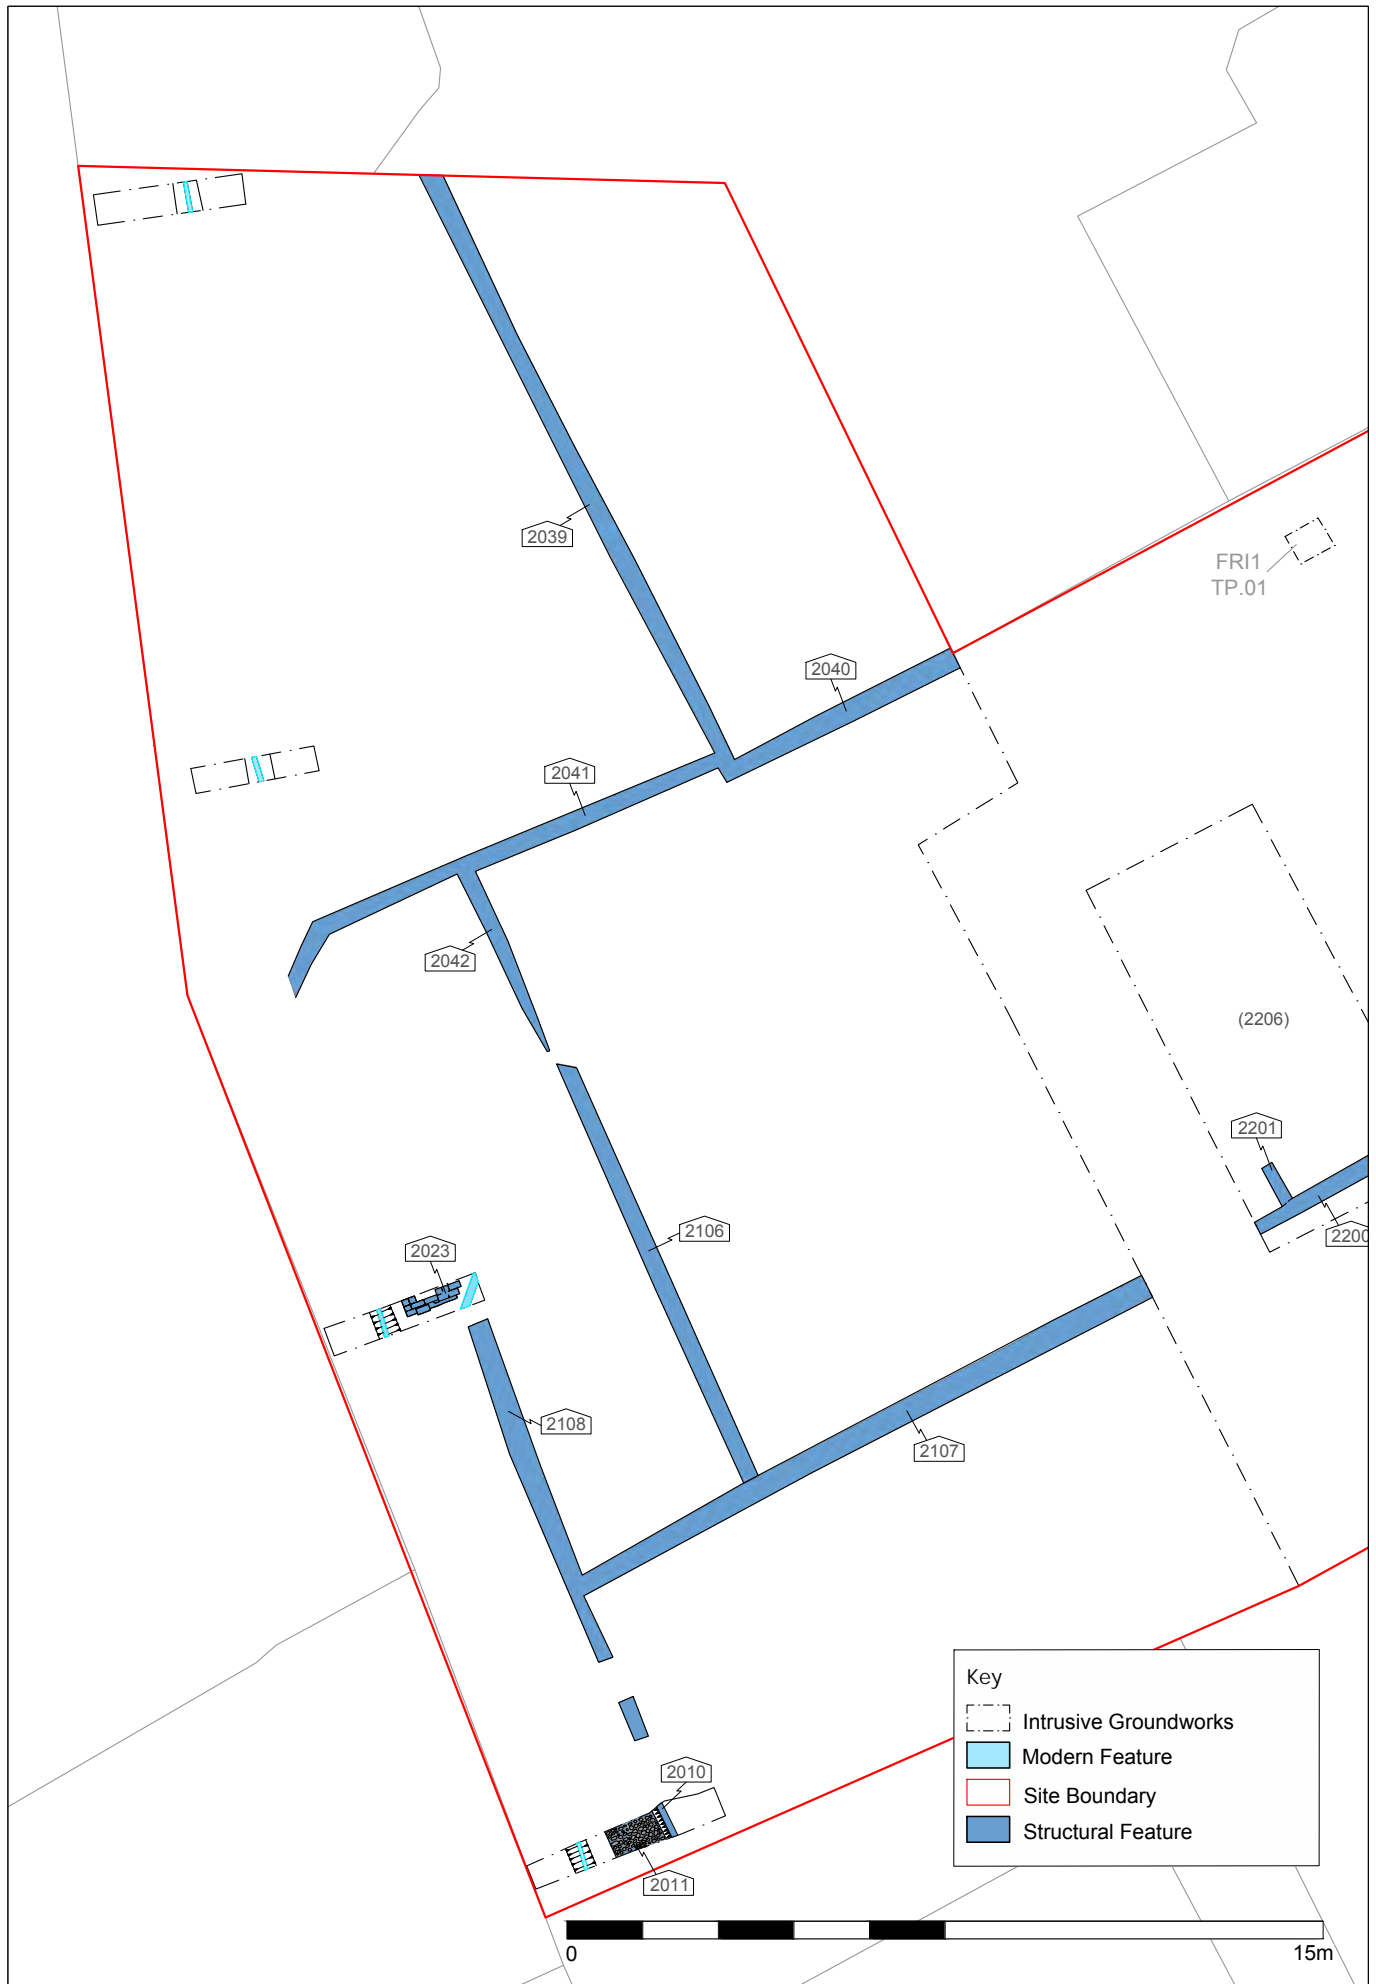 2039
FRI1
TP.01
2040
2041
2042
(2206)
2201
2200
2106
2023
2108
2107
Key
Intrusive Groundworks
Modern Feature
Site Boundary
Structural Feature
2010
2011
0
15m